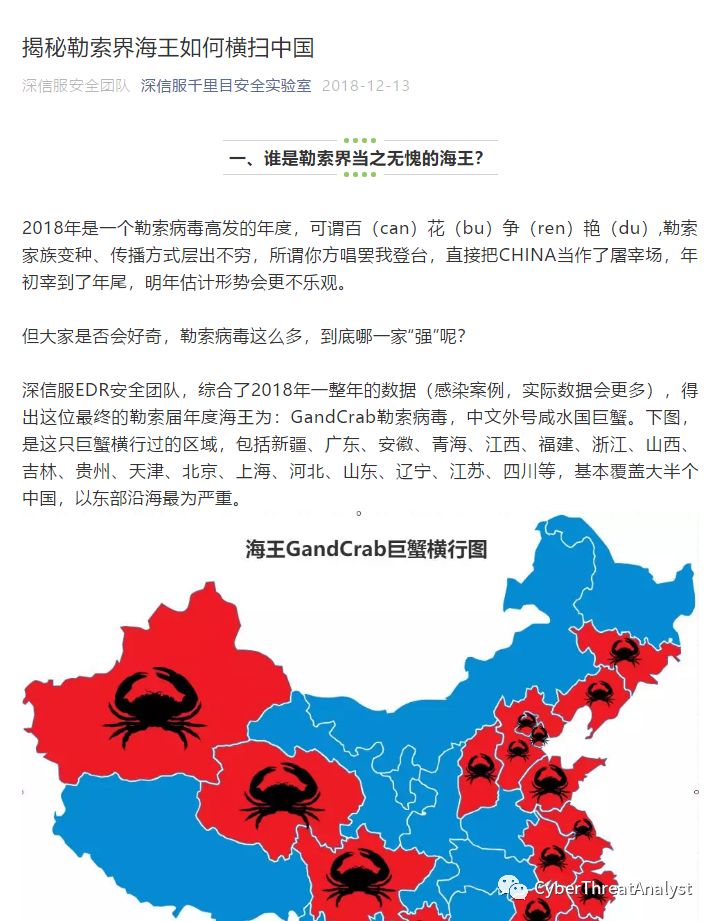 揭秘勒索界海王如何横扫中国
深信服安全团队 深信服千里目安全实验室 2018-12-13
一、谁是勒索界当之无愧的海王？
2018年是一个勒索病毒高发的年度，可谓百（can）花（bu）争（ren）艳（du）,勒索
家族变种、传播方式层出不穷，所谓你方唱罢我登台，直接把CHINA当作了屠宰场，年
初宰到了年尾，明年估计形势会更不乐观。
但大家是否会好奇，勒索病毒这么多，到底哪一家“强”呢？
深信服EDR安全团队，综合了2018年一整年的数据（感染案例，实际数据会更多），得
出这位最终的勒索届年度海王为：GandCrab勒索病毒，中文外号咸水国巨蟹。下图，
是这只巨蟹横行过的区域，包括新疆、广东、安徽、青海、江西、福建、浙江、山西、
吉林、贵州、天津、北京、上海、河北、山东、辽宁、江苏、四川等，基本覆盖大半个
中国，以东部沿海最为严重。
海王GandCrab巨蟹横行图
CyberThreatAnalyst